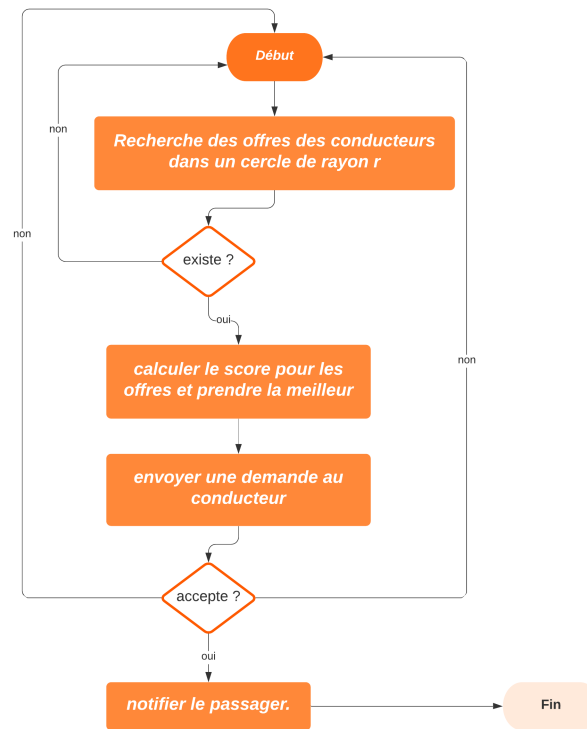 Début
non
Recherche des offres des conducteurs
dans un cercle de rayon r
non
existe ?
oui
calculer le score pour les
offres et prendre la meilleur
non
envoyer une demande au
conducteur
accepte ?
oui
notifier le passager.
Fin